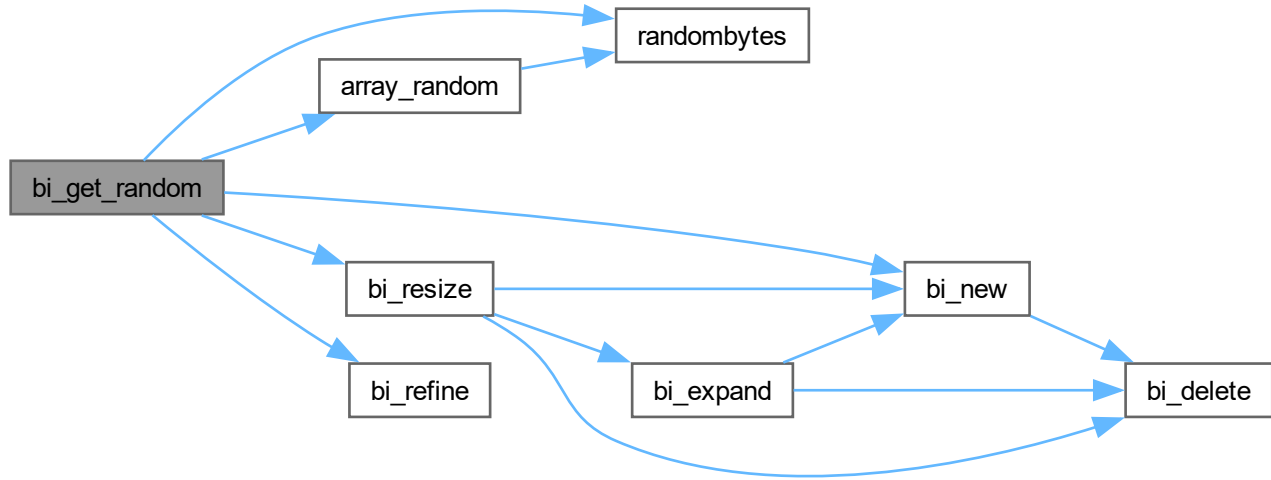 randombytes
array_random
bi_get_random
bi_resize
bi_new
bi_refine
bi_expand
bi_delete